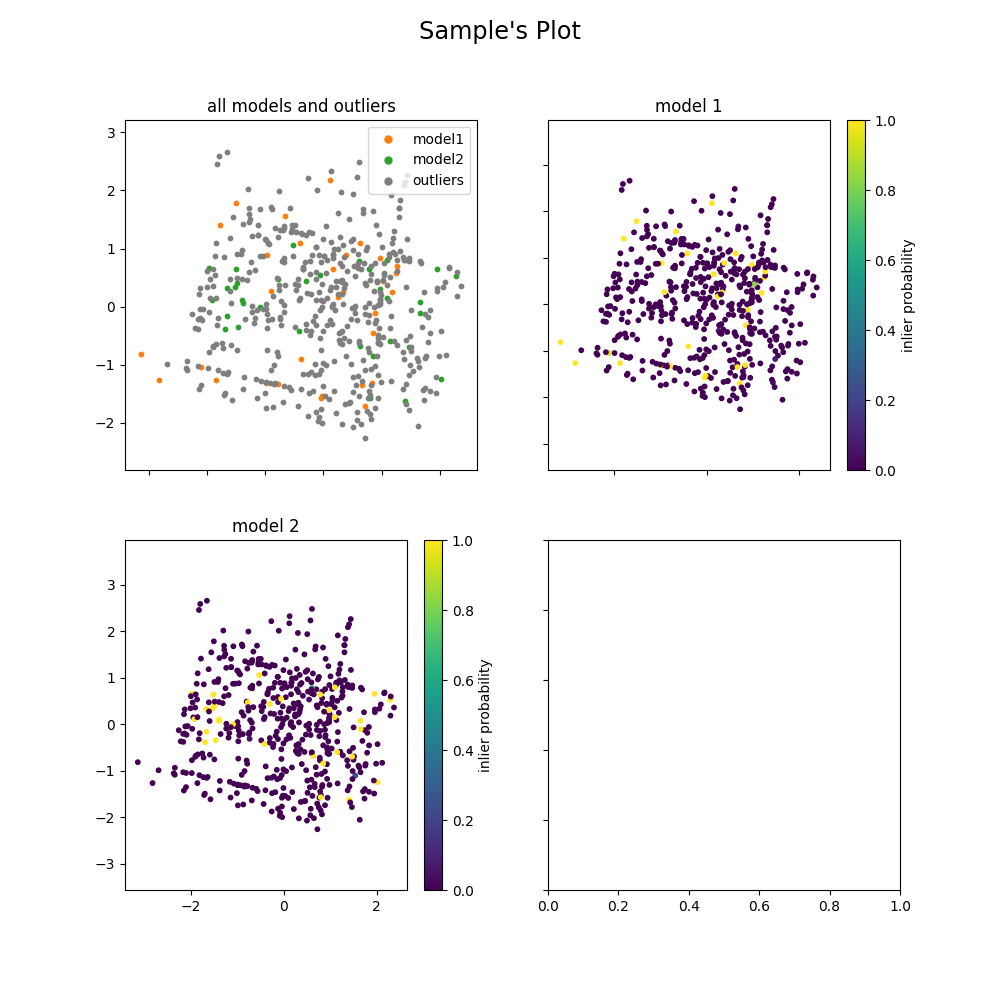 Sample's Plot
all models and outliers
model 1
3
2
1
0
−1
−2
model1
model2
outliers
1.0
0.8
0.6
0.4
0.2
0.0
inlier probability
model 2
3
2
1
0
−1
−2
−3
−2 0 2
1.0
0.8
0.6
0.4
0.2
0.0
inlier probability
0.0 0.2 0.4 0.6 0.8 1.0